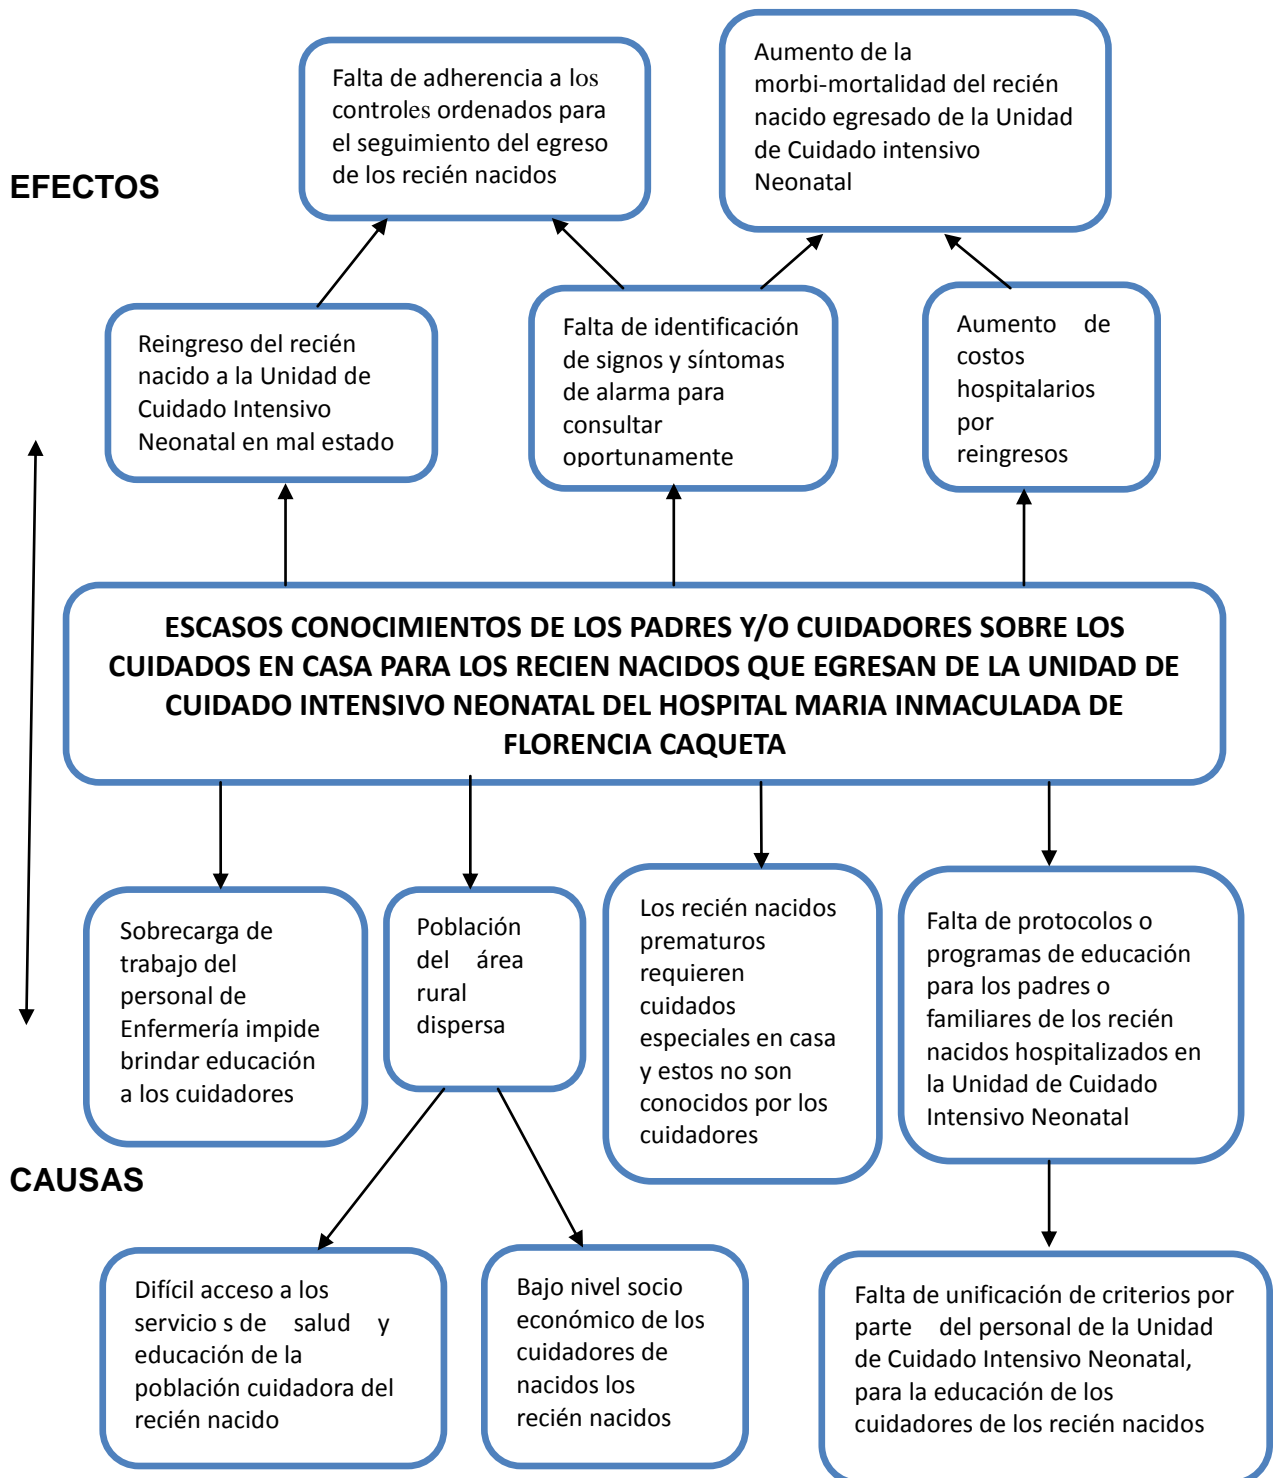 Falta de adherencia a los
controles ordenados para
el seguimiento del egreso
de los recién nacidos
Aumento de la
morbi-mortalidad del recién
nacido egresado de la Unidad
de Cuidado intensivo
Neonatal
EFECTOS
Reingreso del recién
nacido a la Unidad de
Cuidado Intensivo
Neonatal en mal estado
Falta de identificación
de signos y síntomas
de alarma para
consultar
oportunamente
Aumento de
costos
hospitalarios
por
reingresos
ESCASOS CONOCIMIENTOS DE LOS PADRES Y/O CUIDADORES SOBRE LOS
CUIDADOS EN CASA PARA LOS RECIEN NACIDOS QUE EGRESAN DE LA UNIDAD DE
CUIDADO INTENSIVO NEONATAL DEL HOSPITAL MARIA INMACULADA DE
FLORENCIA CAQUETA
Sobrecarga de
trabajo del
personal de
Enfermería impide
brindar educación
a los cuidadores
Población
del área
rural
dispersa
Los recién nacidos
prematuros
requieren
cuidados
especiales en casa
y estos no son
conocidos por los
cuidadores
Falta de protocolos o
programas de educación
para los padres o
familiares de los recién
nacidos hospitalizados en
la Unidad de Cuidado
Intensivo Neonatal
CAUSAS
Difícil acceso a los
servicio s de salud y
educación de la
población cuidadora del
recién nacido
Bajo nivel socio
económico de los
cuidadores de
nacidos los
recién nacidos
Falta de unificación de criterios por
parte del personal de la Unidad
de Cuidado Intensivo Neonatal,
para la educación de los
cuidadores de los recién nacidos